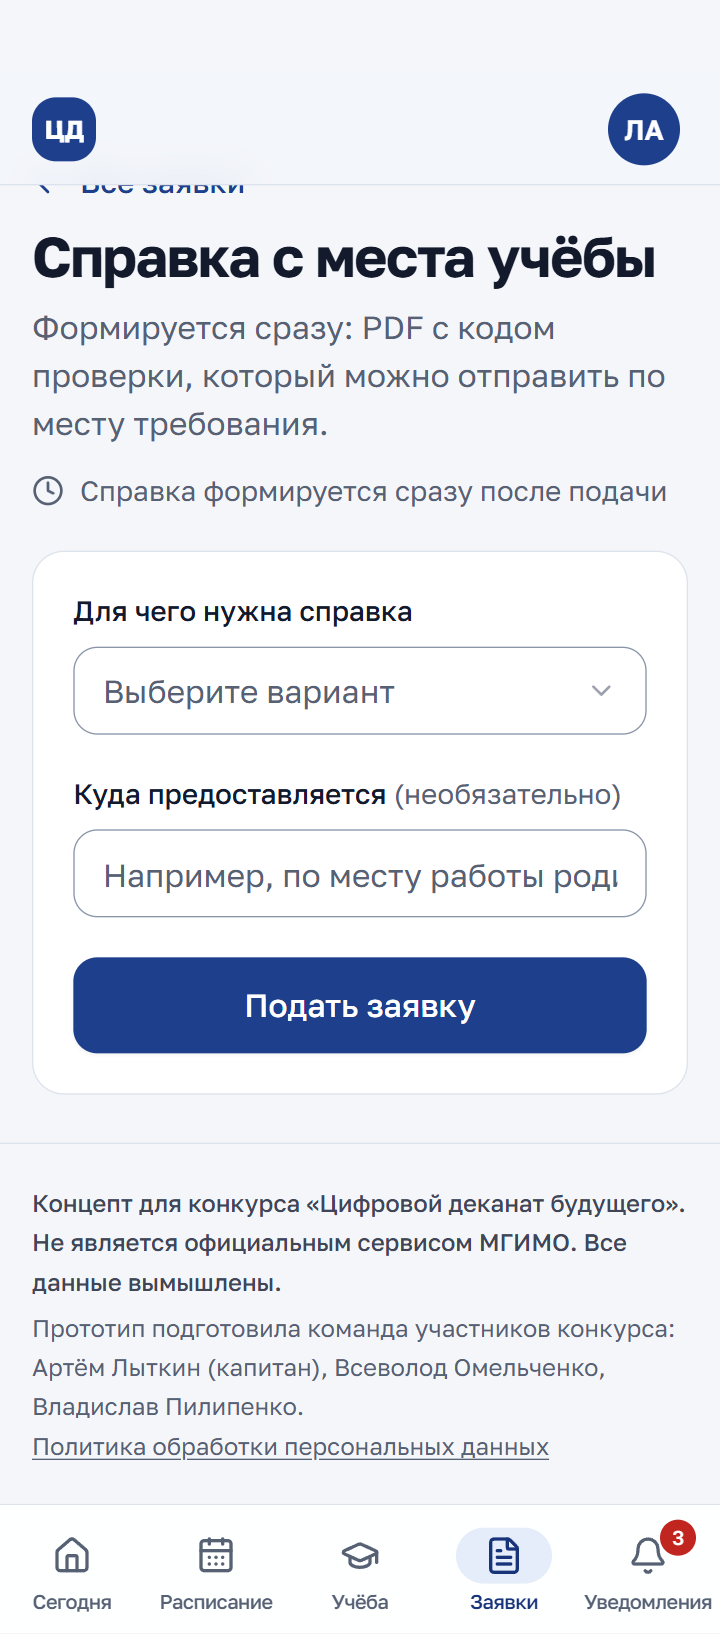 ЦД
ЛА
Все заявки
Справка с места учёбы
Формируется сразу: PDF с кодом
проверки, который можно отправить по
месту требования.
Справка формируется сразу после подачи
Для чего нужна справка
Выберите вариант
Куда предоставляется (необязательно)
Например, по месту работы
Подать заявку
Концепт для конкурса «Цифровой деканат будущего».
Не является официальным сервисом МГИМО. Все
данные вымышлены.
Прототип подготовила команда участников конкурса:
Артём Лыткин (капитан), Всеволод Омельченко,
Владислав Пилипенко.
Политика обработки персональных данных
3
Сегодня
Расписание
Учёба
Заявки
Уведомления